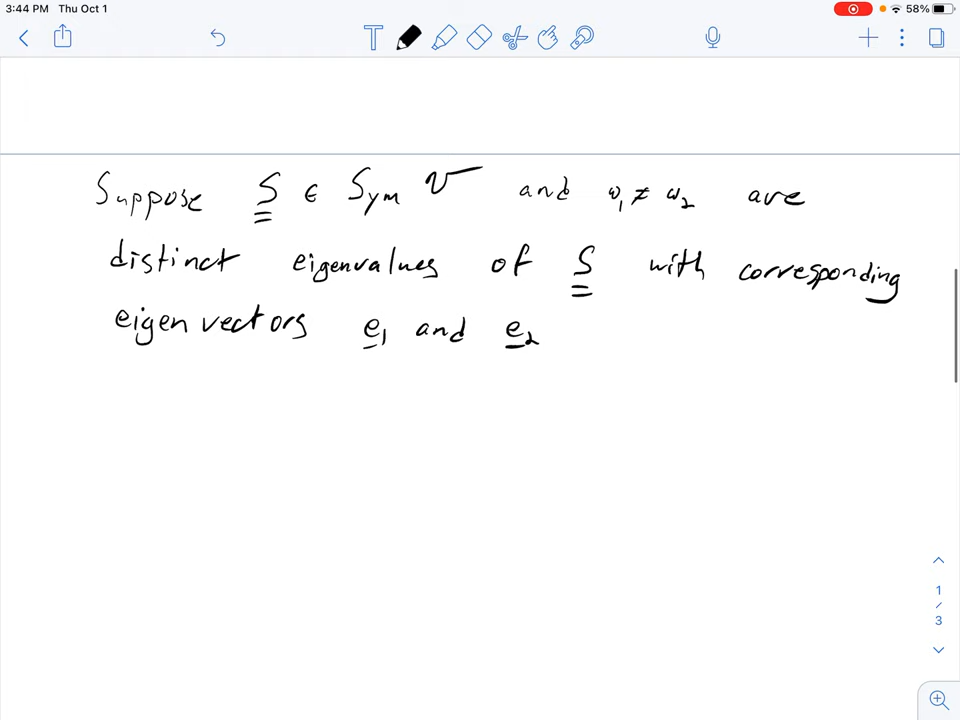 3:44 PM Thu Oct 1
58%
Suppose S ∈ Sym V and ω₁ ≠ ω₂ are
distinct eigenvalues of S with corresponding
eigenvectors e₁ and e₂
1
/
3